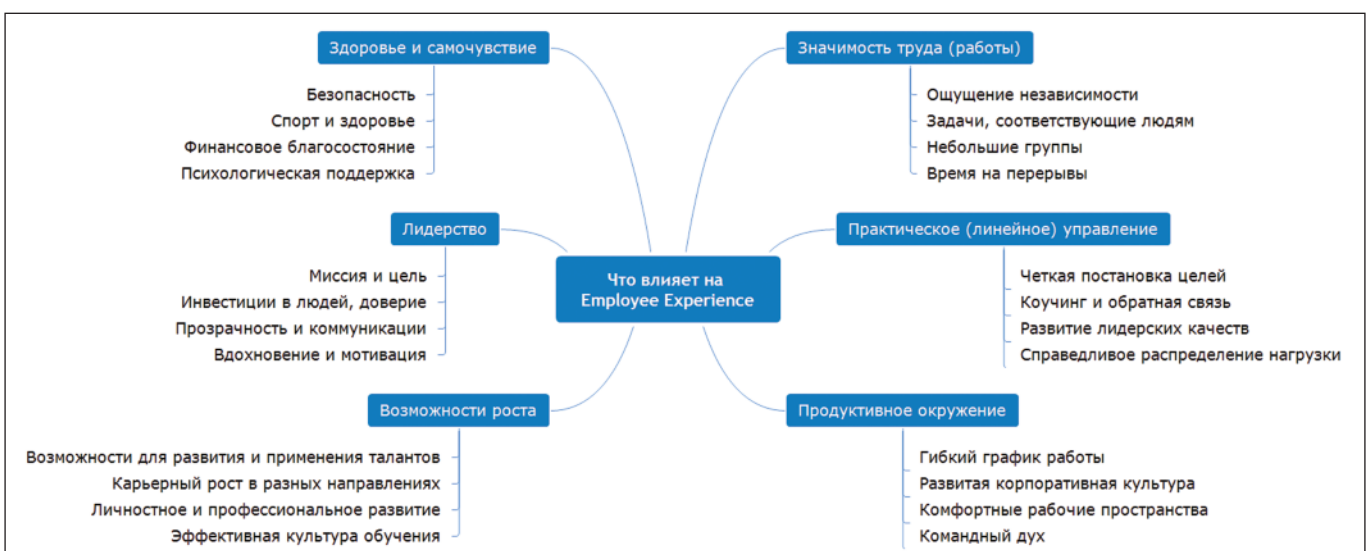 Здоровье и самочувствие
Безопасность
Спорт и здоровье
Финансовое благосостояние
Психологическая поддержка
Лидерство
Миссия и цель
Инвестиции в людей, доверие
Прозрачность и коммуникации
Вдохновение и мотивация
Возможности роста
Возможности для развития и применения талантов
Карьерный рост в разных направлениях
Личностное и профессиональное развитие
Эффективная культура обучения
Что влияет на
Employee Experience
Значимость труда (работы)
Ощущение независимости
Задачи, соответствующие людям
Небольшие группы
Время на перерывы
Практическое (линейное) управление
Четкая постановка целей
Коучинг и обратная связь
Развитие лидерских качеств
Справедливое распределение нагрузки
Продуктивное окружение
Гибкий график работы
Развитая корпоративная культура
Комфортные рабочие пространства
Командный дух